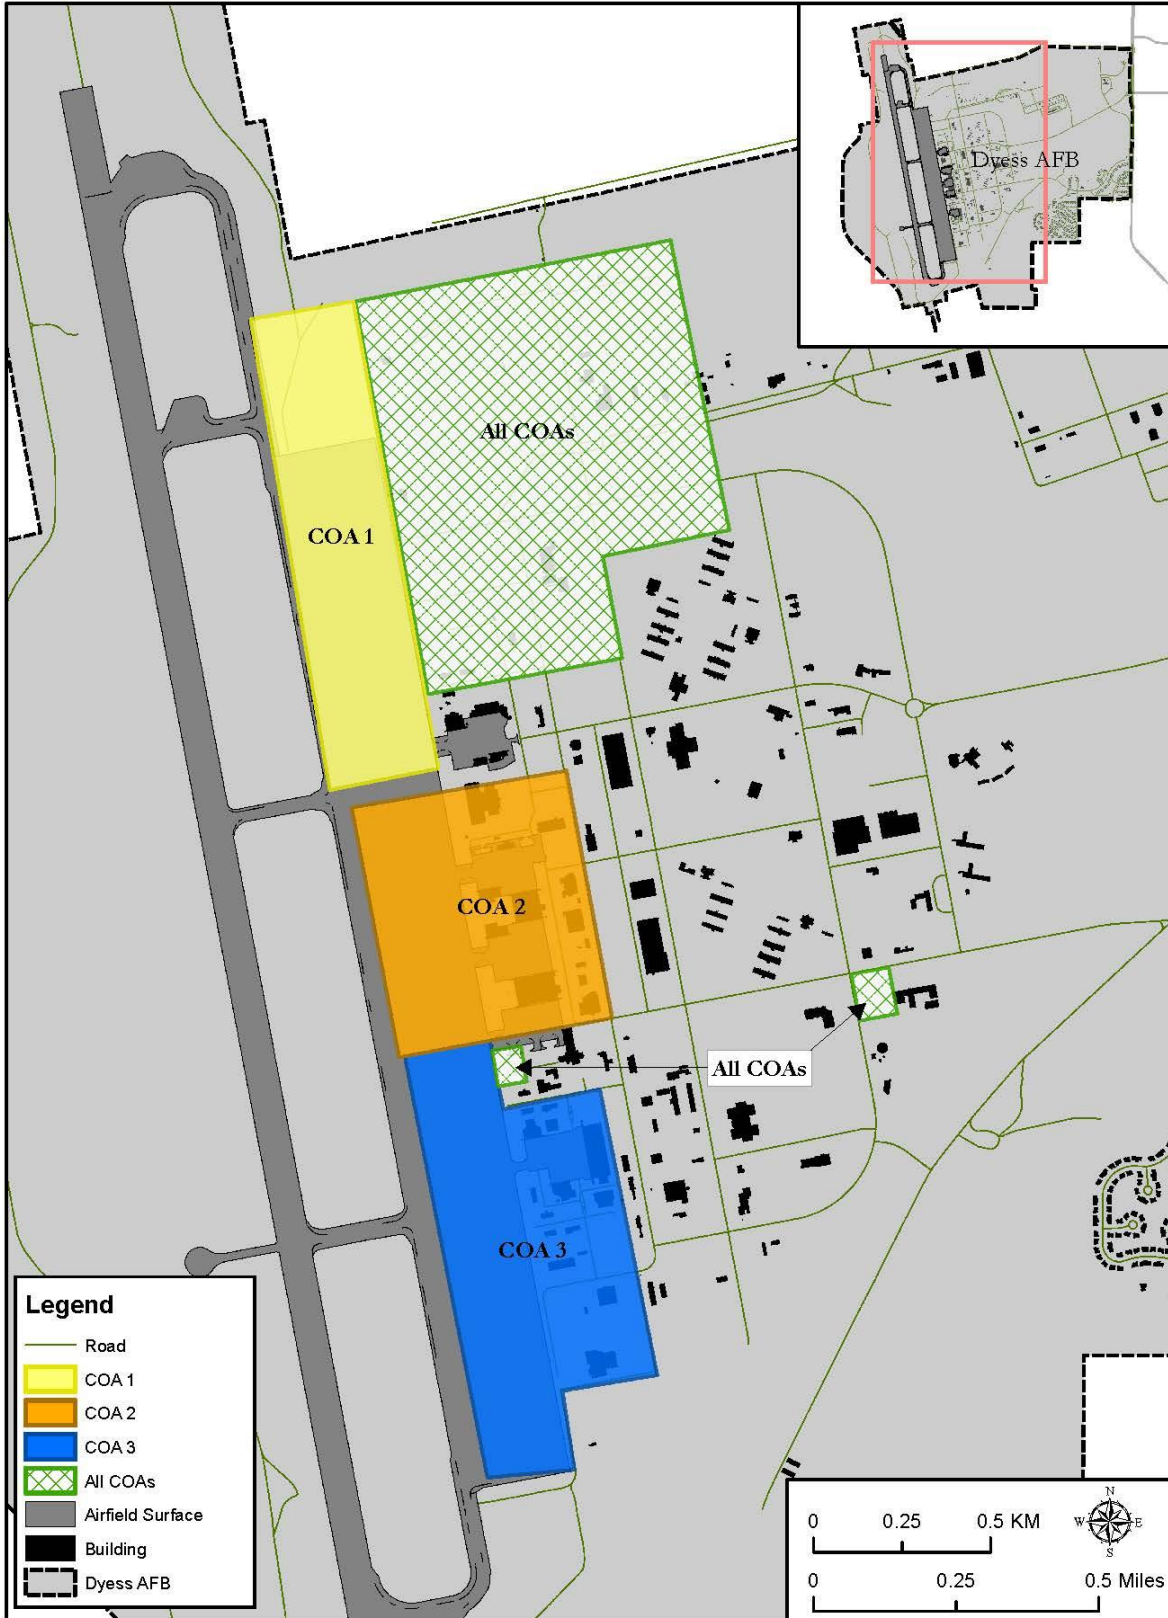 Dyess AFB
All COAs
COA 1
COA 2
All COAs
COA 3
Legend
Road
COA 1
COA 2
COA 3
All COAs
Airfield Surface
Building
Dyess AFB
0 0.25 0.5 KM
0 0.25 0.5 Miles
N
W E
S